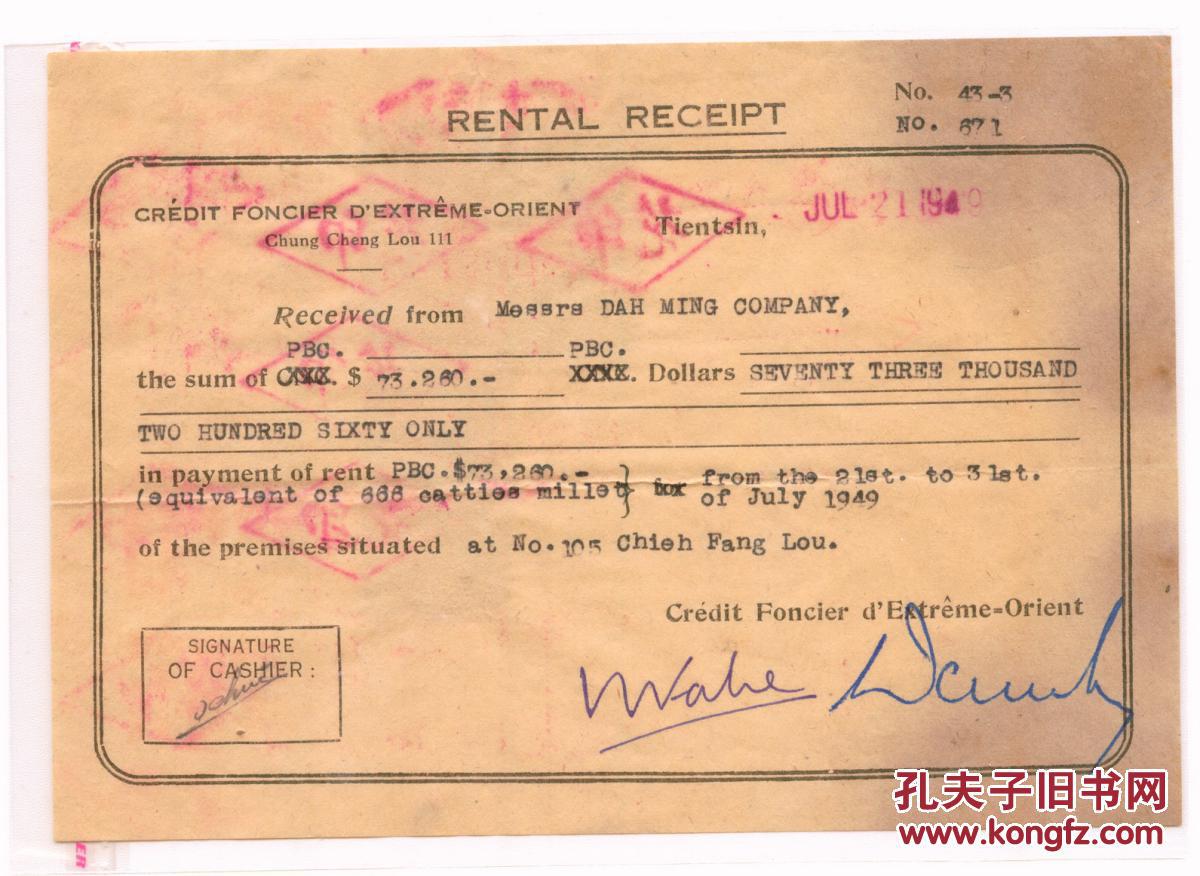 RENTAL RECEIPT
No. 43-3
No. 671
CRÉDIT FONCIER D'EXTRÊME-ORIENT
Chung Cheng Lou 111
Tientsin, JUL 21 1949
Received from Messrs DAH MING COMPANY,
PBC. PBC.
the sum of $ 73.260.- XXXX. Dollars SEVENTY THREE THOUSAND
TWO HUNDRED SIXTY ONLY
in payment of rent PBC.$73,260.- from the 21st. to 31st.
(equivalent of 666 catties millet) for of July 1949
of the premises situated at No.105 Chieh Fang Lou.
Crédit Foncier d'Extrême-Orient
SIGNATURE
OF CASHIER:
孔夫子旧书网
www.kongfz.com